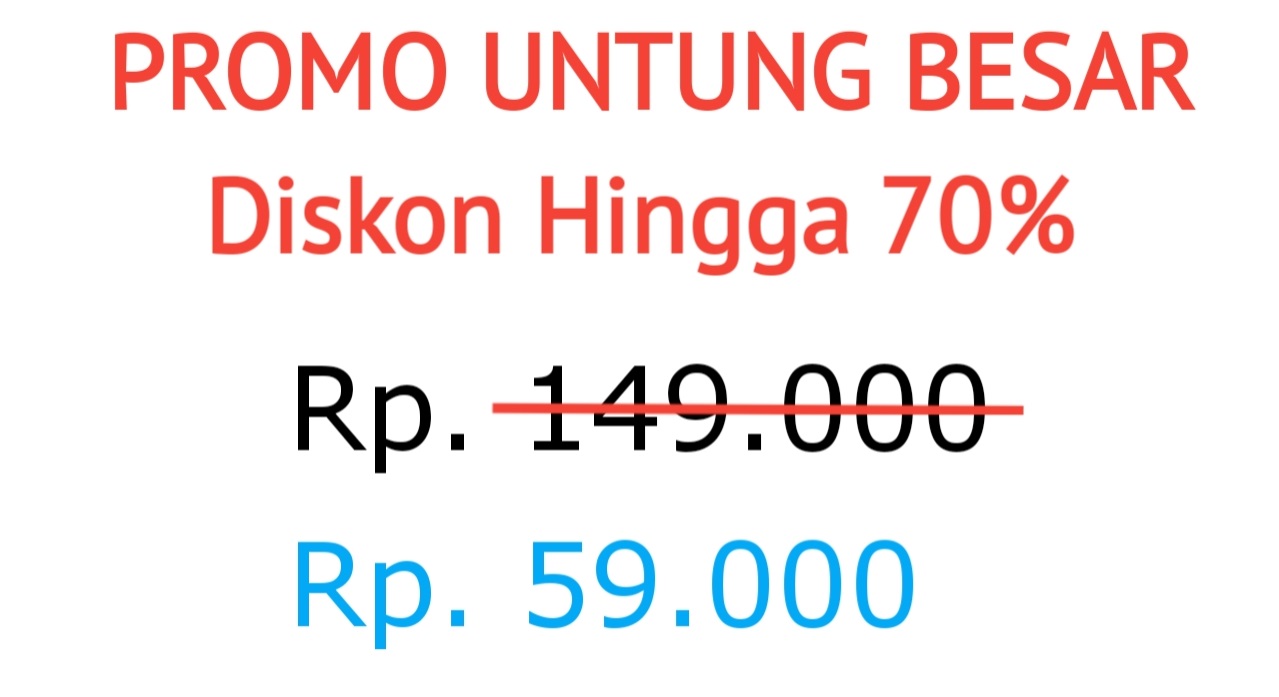 PROMO UNTUNG BESAR
Diskon Hingga 70%
Rp. 149.000
Rp. 59.000